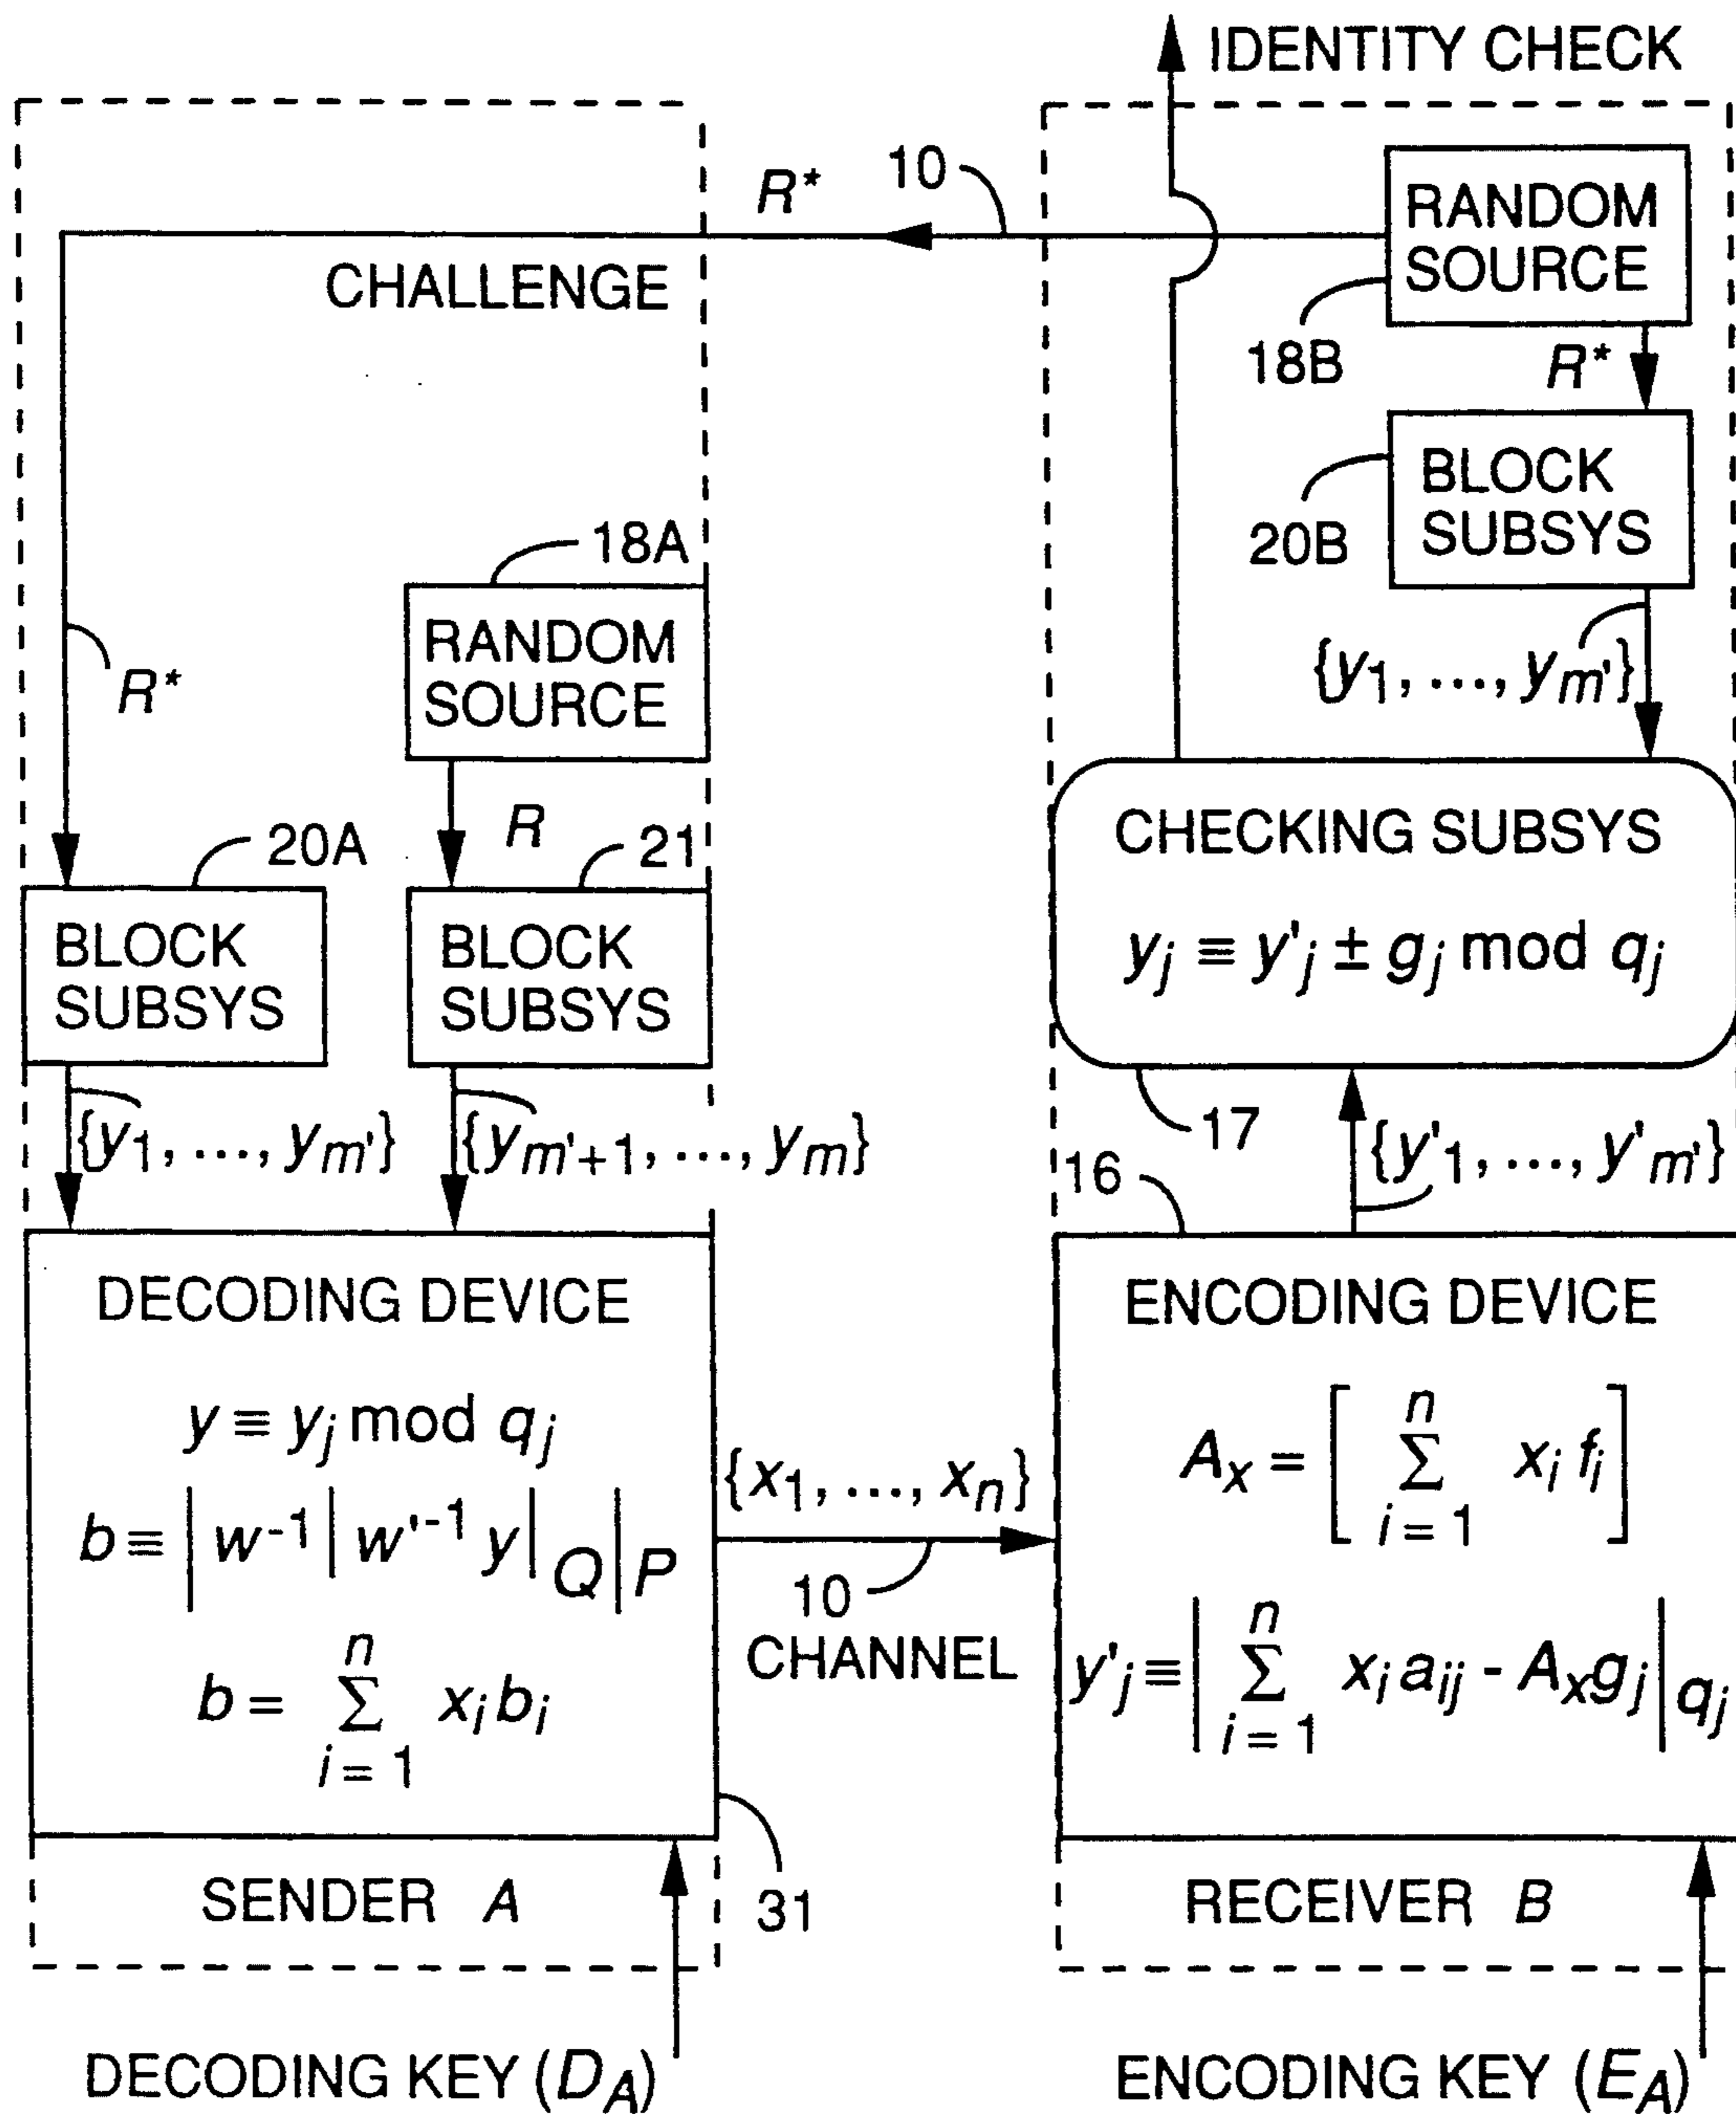 IDENTITY CHECK
R*
10
CHALLENGE
RANDOM
SOURCE
18B
R*
BLOCK
SUBSYS
20B
{y1, ..., ym'}
18A
RANDOM
SOURCE
R*
R
20A
21
BLOCK
SUBSYS
BLOCK
SUBSYS
{y1, ..., ym'}
{ym'+1, ..., ym}
CHECKING SUBSYS
yj ≡ y'j ± gj mod qj
17
16
{y'1, ..., y'm'}
DECODING DEVICE
y ≡ yj mod qj
b ≡ | w⁻¹ | w'⁻¹ y |Q |P
b = Σ xi bi
n
i = 1
{x1, ..., xn}
10
CHANNEL
ENCODING DEVICE
Ax = [ Σ xi fi ]
n
i = 1
y'j ≡ | Σ xi aij - Axgj |qj
n
i = 1
31
SENDER A
RECEIVER B
DECODING KEY (DA)
ENCODING KEY (EA)